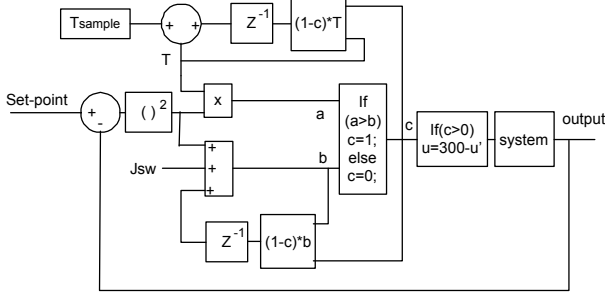 Tsample
+ +
Z⁻¹
(1-c)*T
T
Set-point
+
-
( )²
x
a
If
(a>b)
c=1;
else
c=0;
c
If(c>0)
u=300-u'
system
output
+
Jsw
+
+
b
Z⁻¹
(1-c)*b